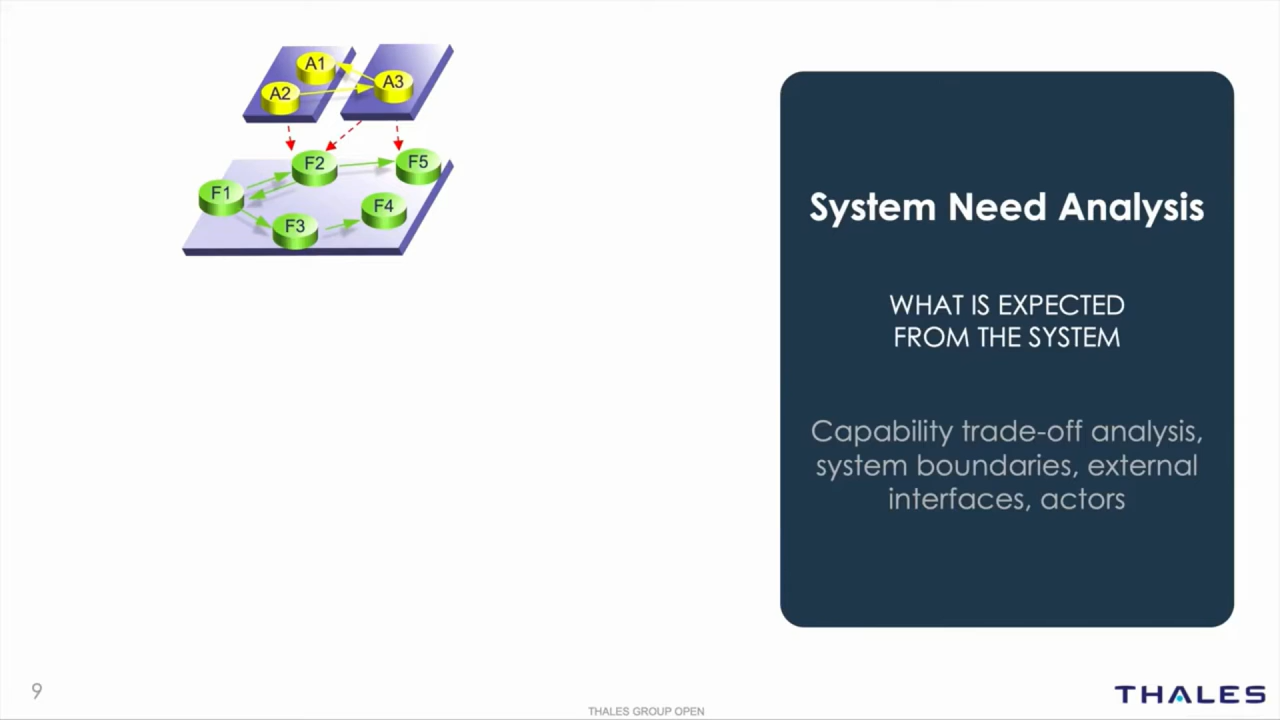 A1
A2
A3
F1
F2
F5
F3
F4
System Need Analysis
WHAT IS EXPECTED
FROM THE SYSTEM
Capability trade-off analysis,
system boundaries, external
interfaces, actors
9
THALES GROUP OPEN
THALES